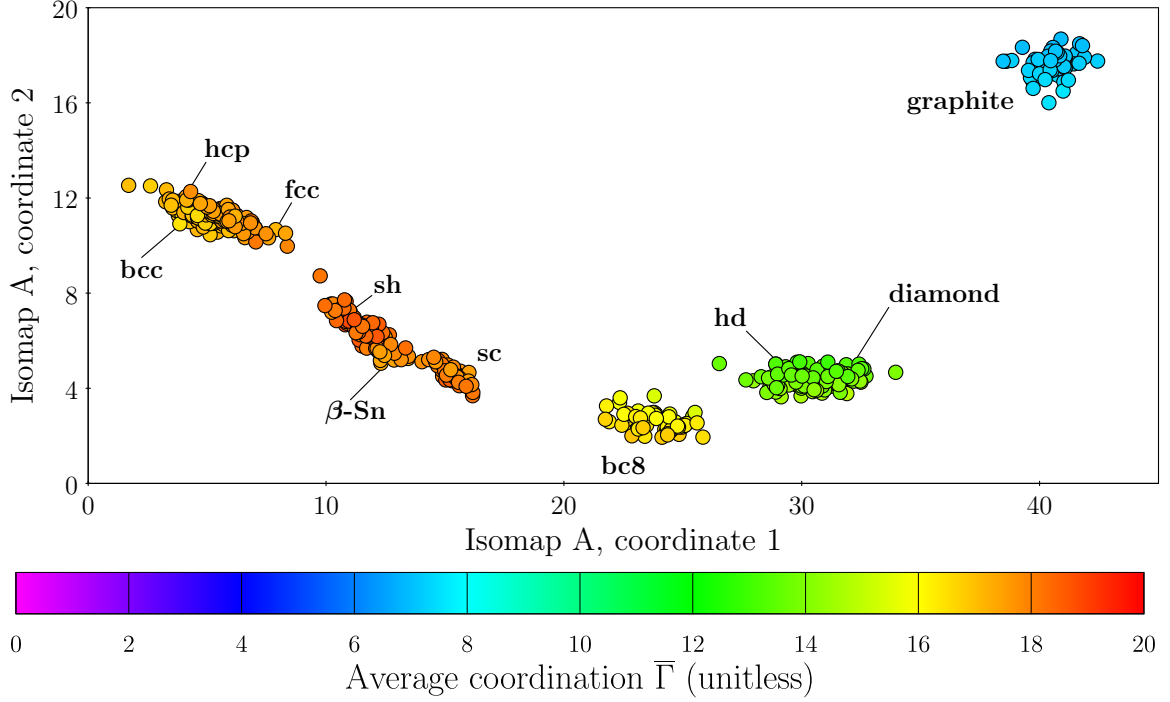 20
16
12
8
4
0
Isomap A, coordinate 2
graphite
hcp
fcc
bcc
sh
diamond
hd
sc
β-Sn
bc8
0 10 20 30 40
Isomap A, coordinate 1
0 2 4 6 8 10 12 14 16 18 20
Average coordination Γ̅ (unitless)